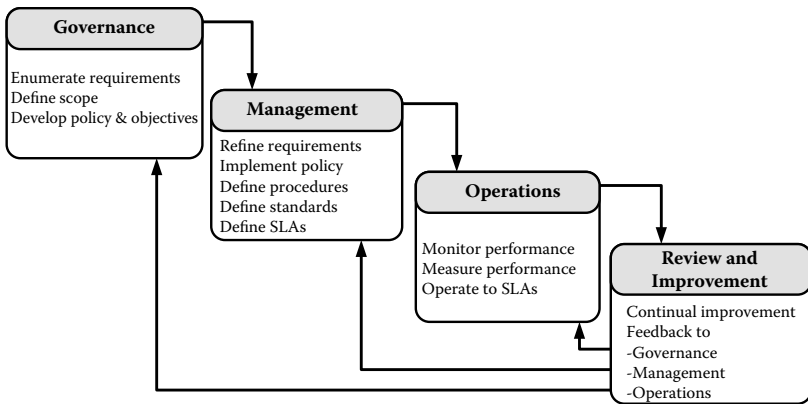 Governance
Enumerate requirements
Define scope
Develop policy & objectives
Management
Refine requirements
Implement policy
Define procedures
Define standards
Define SLAs
Operations
Monitor performance
Measure performance
Operate to SLAs
Review and
Improvement
Continual improvement
Feedback to
-Governance
-Management
-Operations